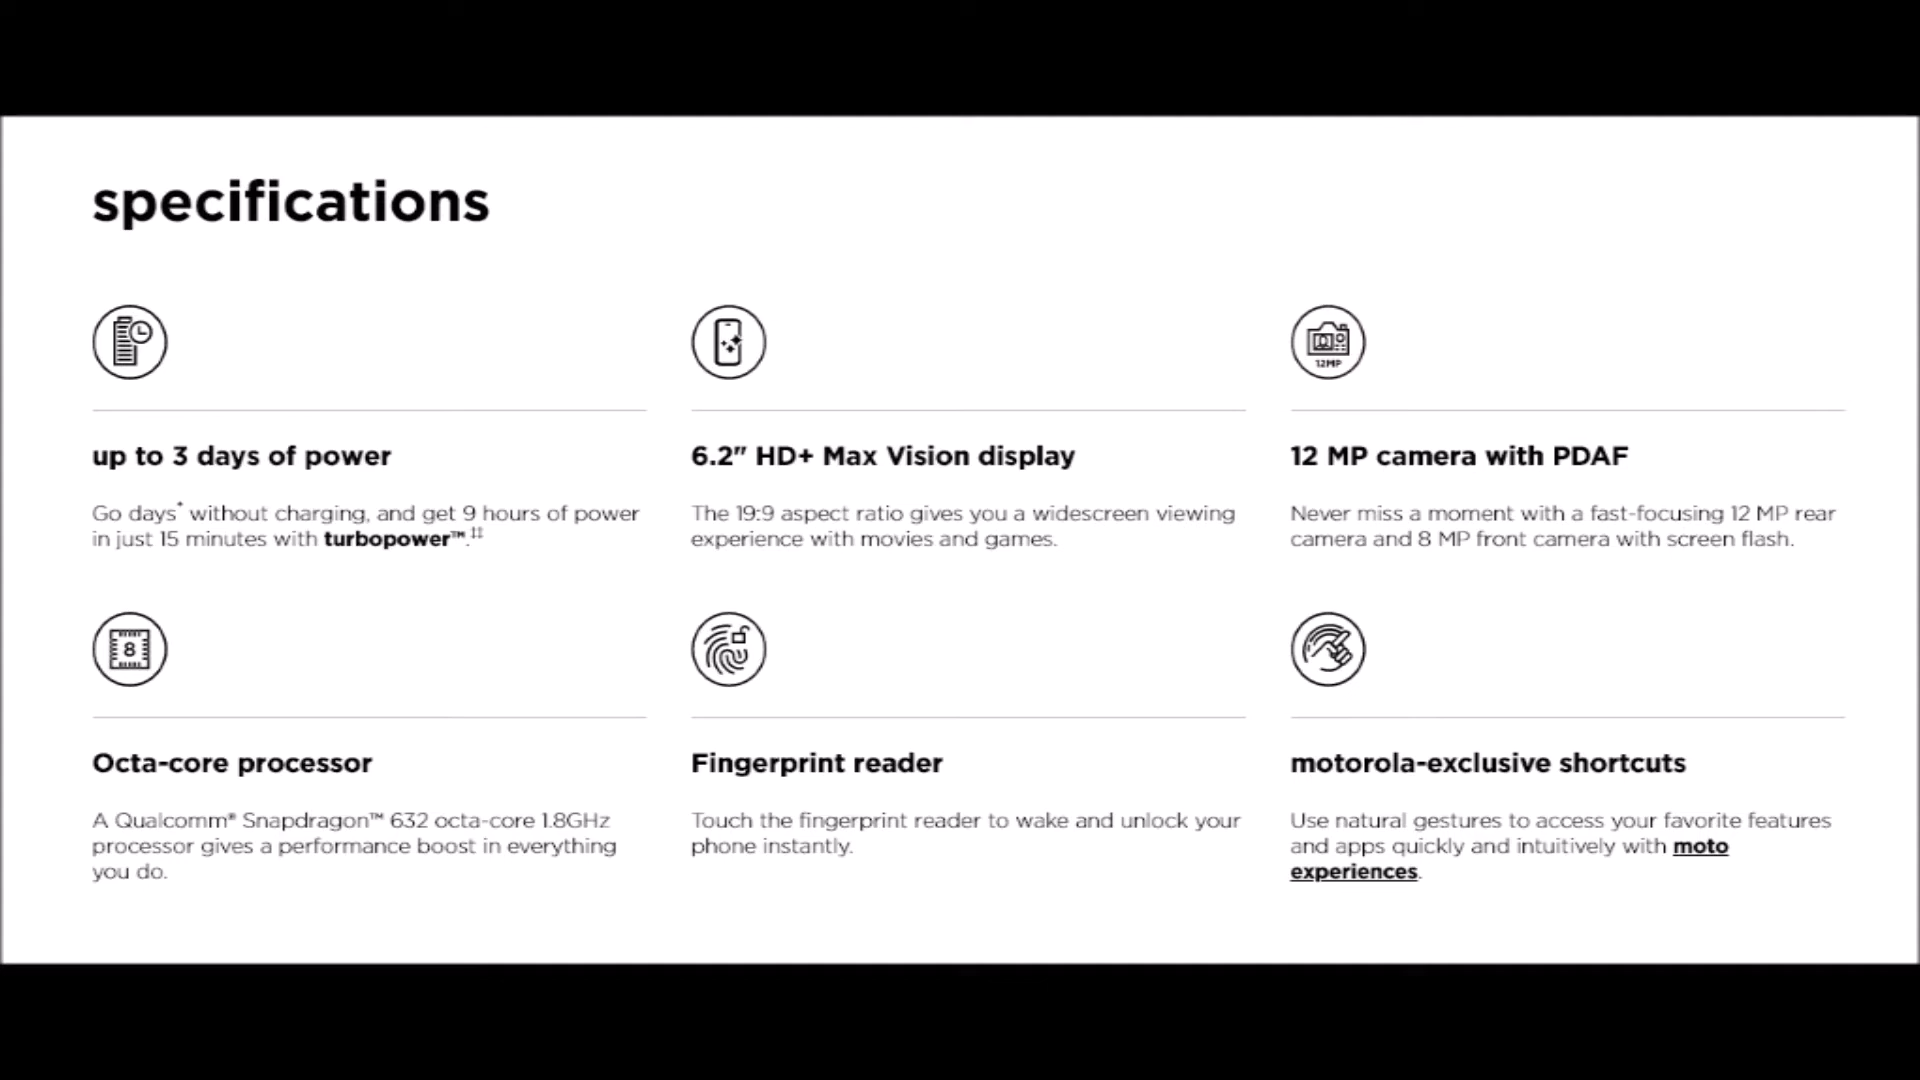 specifications
12MP
up to 3 days of power
Go days* without charging, and get 9 hours of power
in just 15 minutes with turbopower™.‡‡
6.2" HD+ Max Vision display
The 19:9 aspect ratio gives you a widescreen viewing
experience with movies and games.
12 MP camera with PDAF
Never miss a moment with a fast-focusing 12 MP rear
camera and 8 MP front camera with screen flash.
8
Octa-core processor
A Qualcomm® Snapdragon™ 632 octa-core 1.8GHz
processor gives a performance boost in everything
you do.
Fingerprint reader
Touch the fingerprint reader to wake and unlock your
phone instantly.
motorola-exclusive shortcuts
Use natural gestures to access your favorite features
and apps quickly and intuitively with moto
experiences.